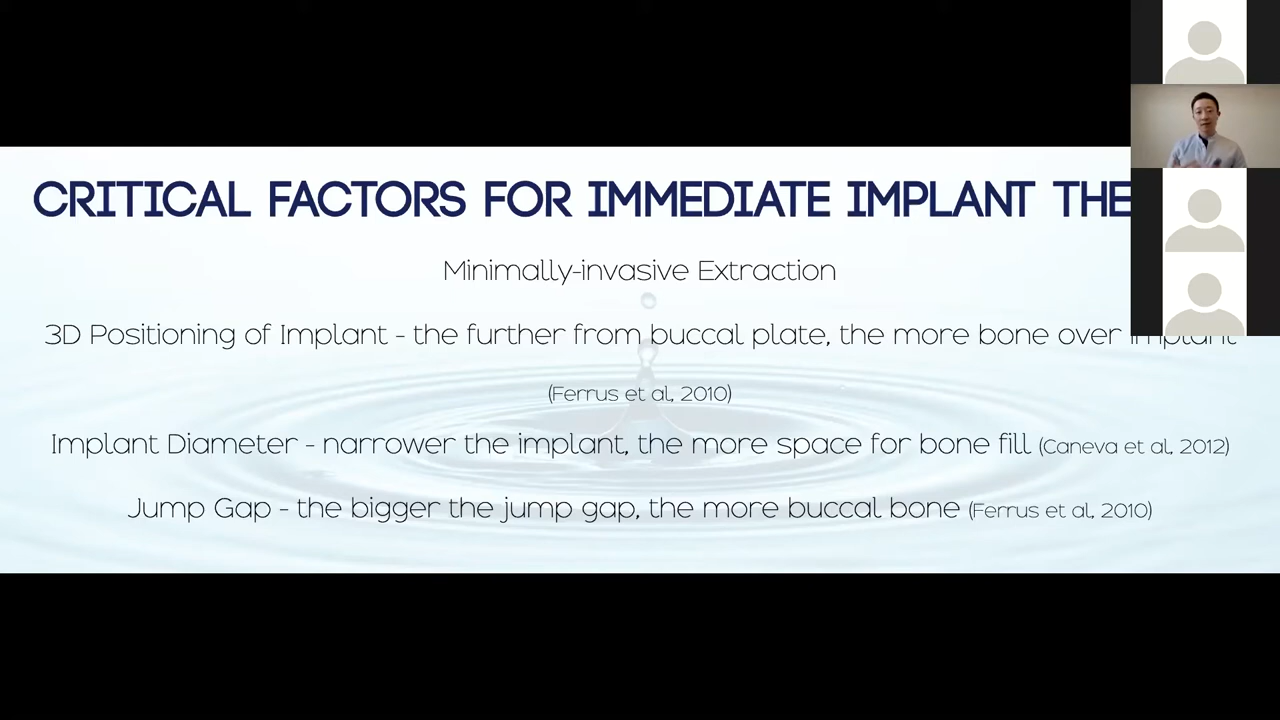 CRITICAL FACTORS FOR IMMEDIATE IMPLANT THE
Minimally-invasive Extraction
3D Positioning of Implant - the further from buccal plate, the more bone over implant
(Ferrus et al, 2010)
Implant Diameter - narrower the implant, the more space for bone fill (Caneva et al, 2012)
Jump Gap - the bigger the jump gap, the more buccal bone (Ferrus et al, 2010)